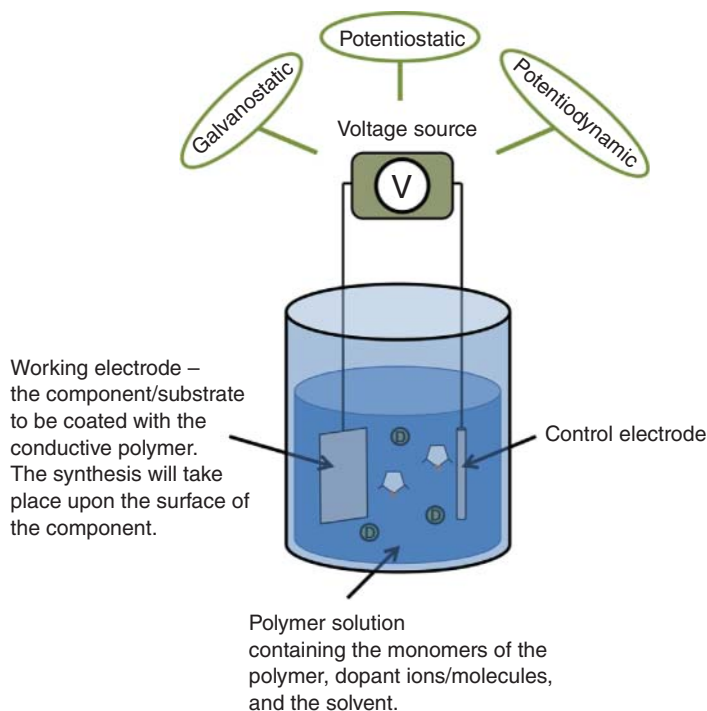 Potentiostatic
Galvanostatic
Potentiodynamic
Voltage source
V
Working electrode –
the component/substrate
to be coated with the
conductive polymer.
The synthesis will take
place upon the surface of
the component.
D
Control electrode
D
D
Polymer solution
containing the monomers of the
polymer, dopant ions/molecules,
and the solvent.